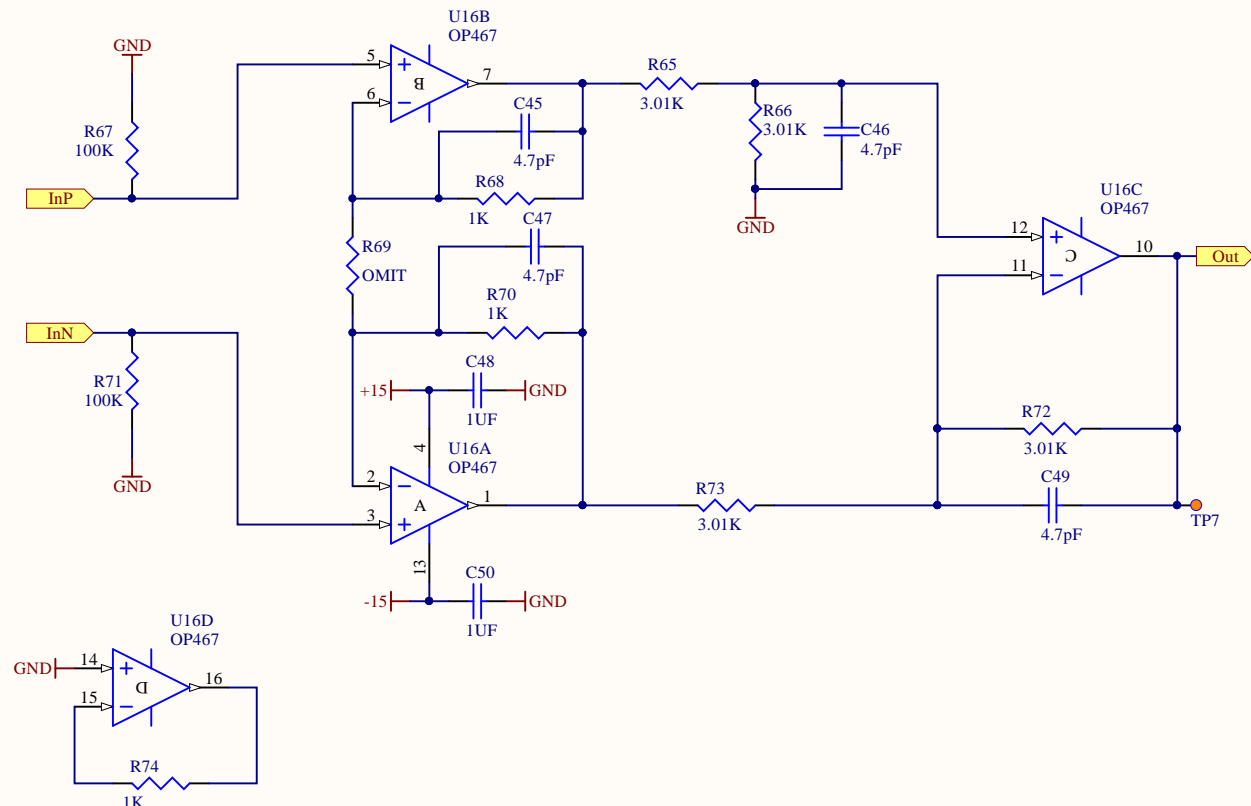 U16B
OP467
GND
5
6
7
B
R67
100K
InP
C45
4.7pF
R68
1K
R65
3.01K
R66
3.01K
C46
4.7pF
GND
U16C
OP467
12
11
10
C
Out
R69
OMIT
C47
4.7pF
R70
1K
InN
R71
100K
GND
+15
C48
1UF
GND
4
U16A
OP467
2
3
1
A
13
-15
C50
1UF
GND
R73
3.01K
R72
3.01K
C49
4.7pF
TP7
U16D
OP467
GND
14
15
16
D
R74
1K